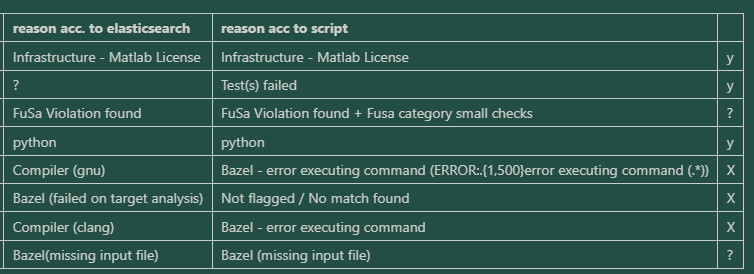 reason acc. to elasticsearch reason acc to script
Infrastructure - Matlab License Infrastructure - Matlab License y
? Test(s) failed y
FuSa Violation found FuSa Violation found + Fusa category small checks ?
python python y
Compiler (gnu) Bazel - error executing command (ERROR:.{1,500}error executing command (.*)) X
Bazel (failed on target analysis) Not flagged / No match found X
Compiler (clang) Bazel - error executing command X
Bazel(missing input file) Bazel (missing input file) ?